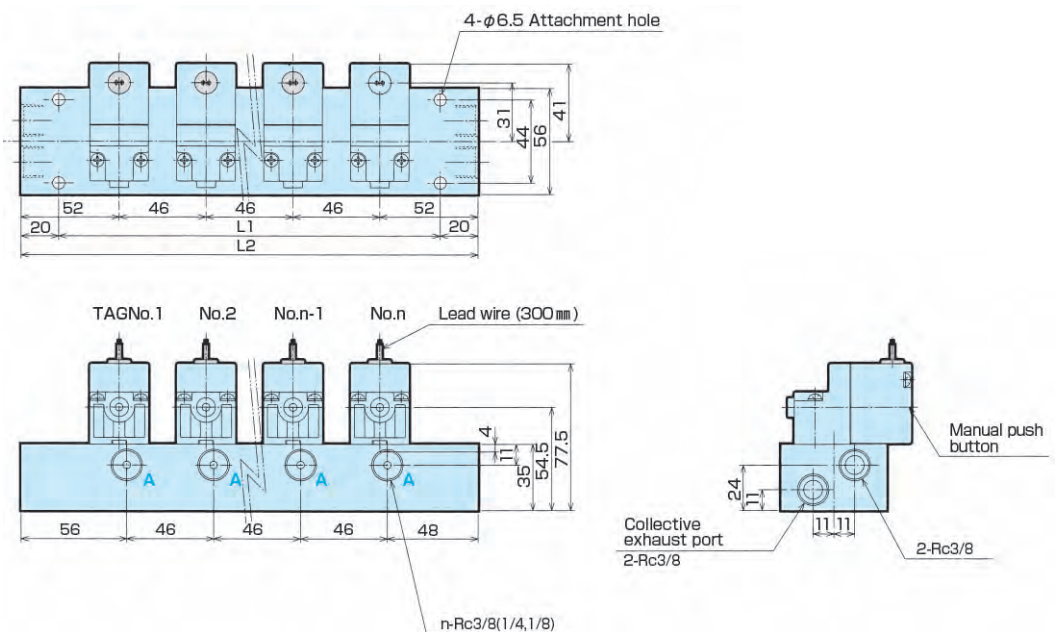 4-φ6.5 Attachment hole
31
41
44
56
52 46 46 46 52
20 L1 20
L2
TAGNo.1 No.2 No.n-1 No.n Lead wire (300㎜)
4
11
35
54.5
77.5
A A A A
56 46 46 46 48
n-Rc3/8(1/4,1/8)
Manual push
button
24
11
11 11
Collective
exhaust port
2-Rc3/8
2-Rc3/8